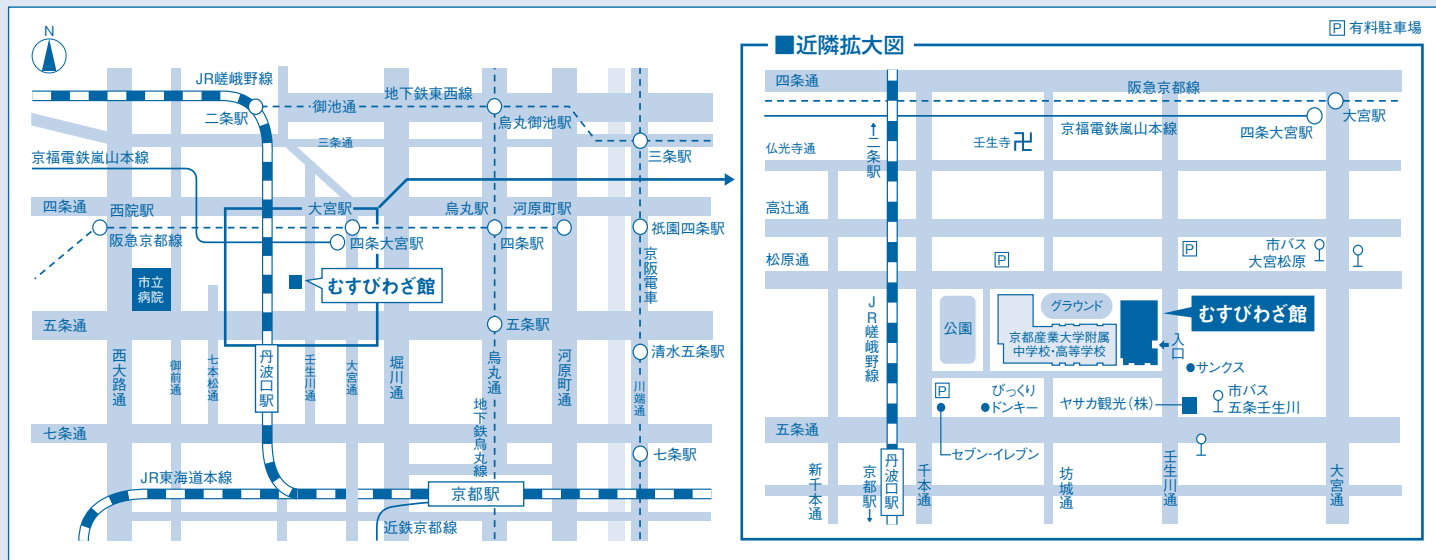 N
JR嵯峨野線
二条駅
御池通
地下鉄東西線
烏丸御池駅
三条通
三条駅
京福電鉄嵐山本線
四条通
西院駅
大宮駅
烏丸駅
河原町駅
阪急京都線
四条大宮駅
四条駅
祇園四条駅
京阪電車
市立
病院
むすびわざ館
五条通
五条駅
清水五条駅
西大路通
御前通
七本松通
丹波口駅
壬生川通
大宮通
堀川通
烏丸通
地下鉄烏丸線
河原町通
川端通
七条通
七条駅
JR東海道本線
京都駅
近鉄京都線
P 有料駐車場
■近隣拡大図
四条通
阪急京都線
大宮駅
京福電鉄嵐山本線
四条大宮駅
仏光寺通
←二条駅
壬生寺卍
高辻通
松原通
P
P
市バス
大宮松原
JR嵯峨野線
公園
グラウンド
京都産業大学附属
中学校・高等学校
むすびわざ館
←入口
●サンクス
P
びっくり
●ドンキー
ヤサカ観光(株)
市バス
五条壬生川
五条通
セブン-イレブン
新千本通
京都駅→
丹波口駅
千本通
坊城通
壬生川通
大宮通